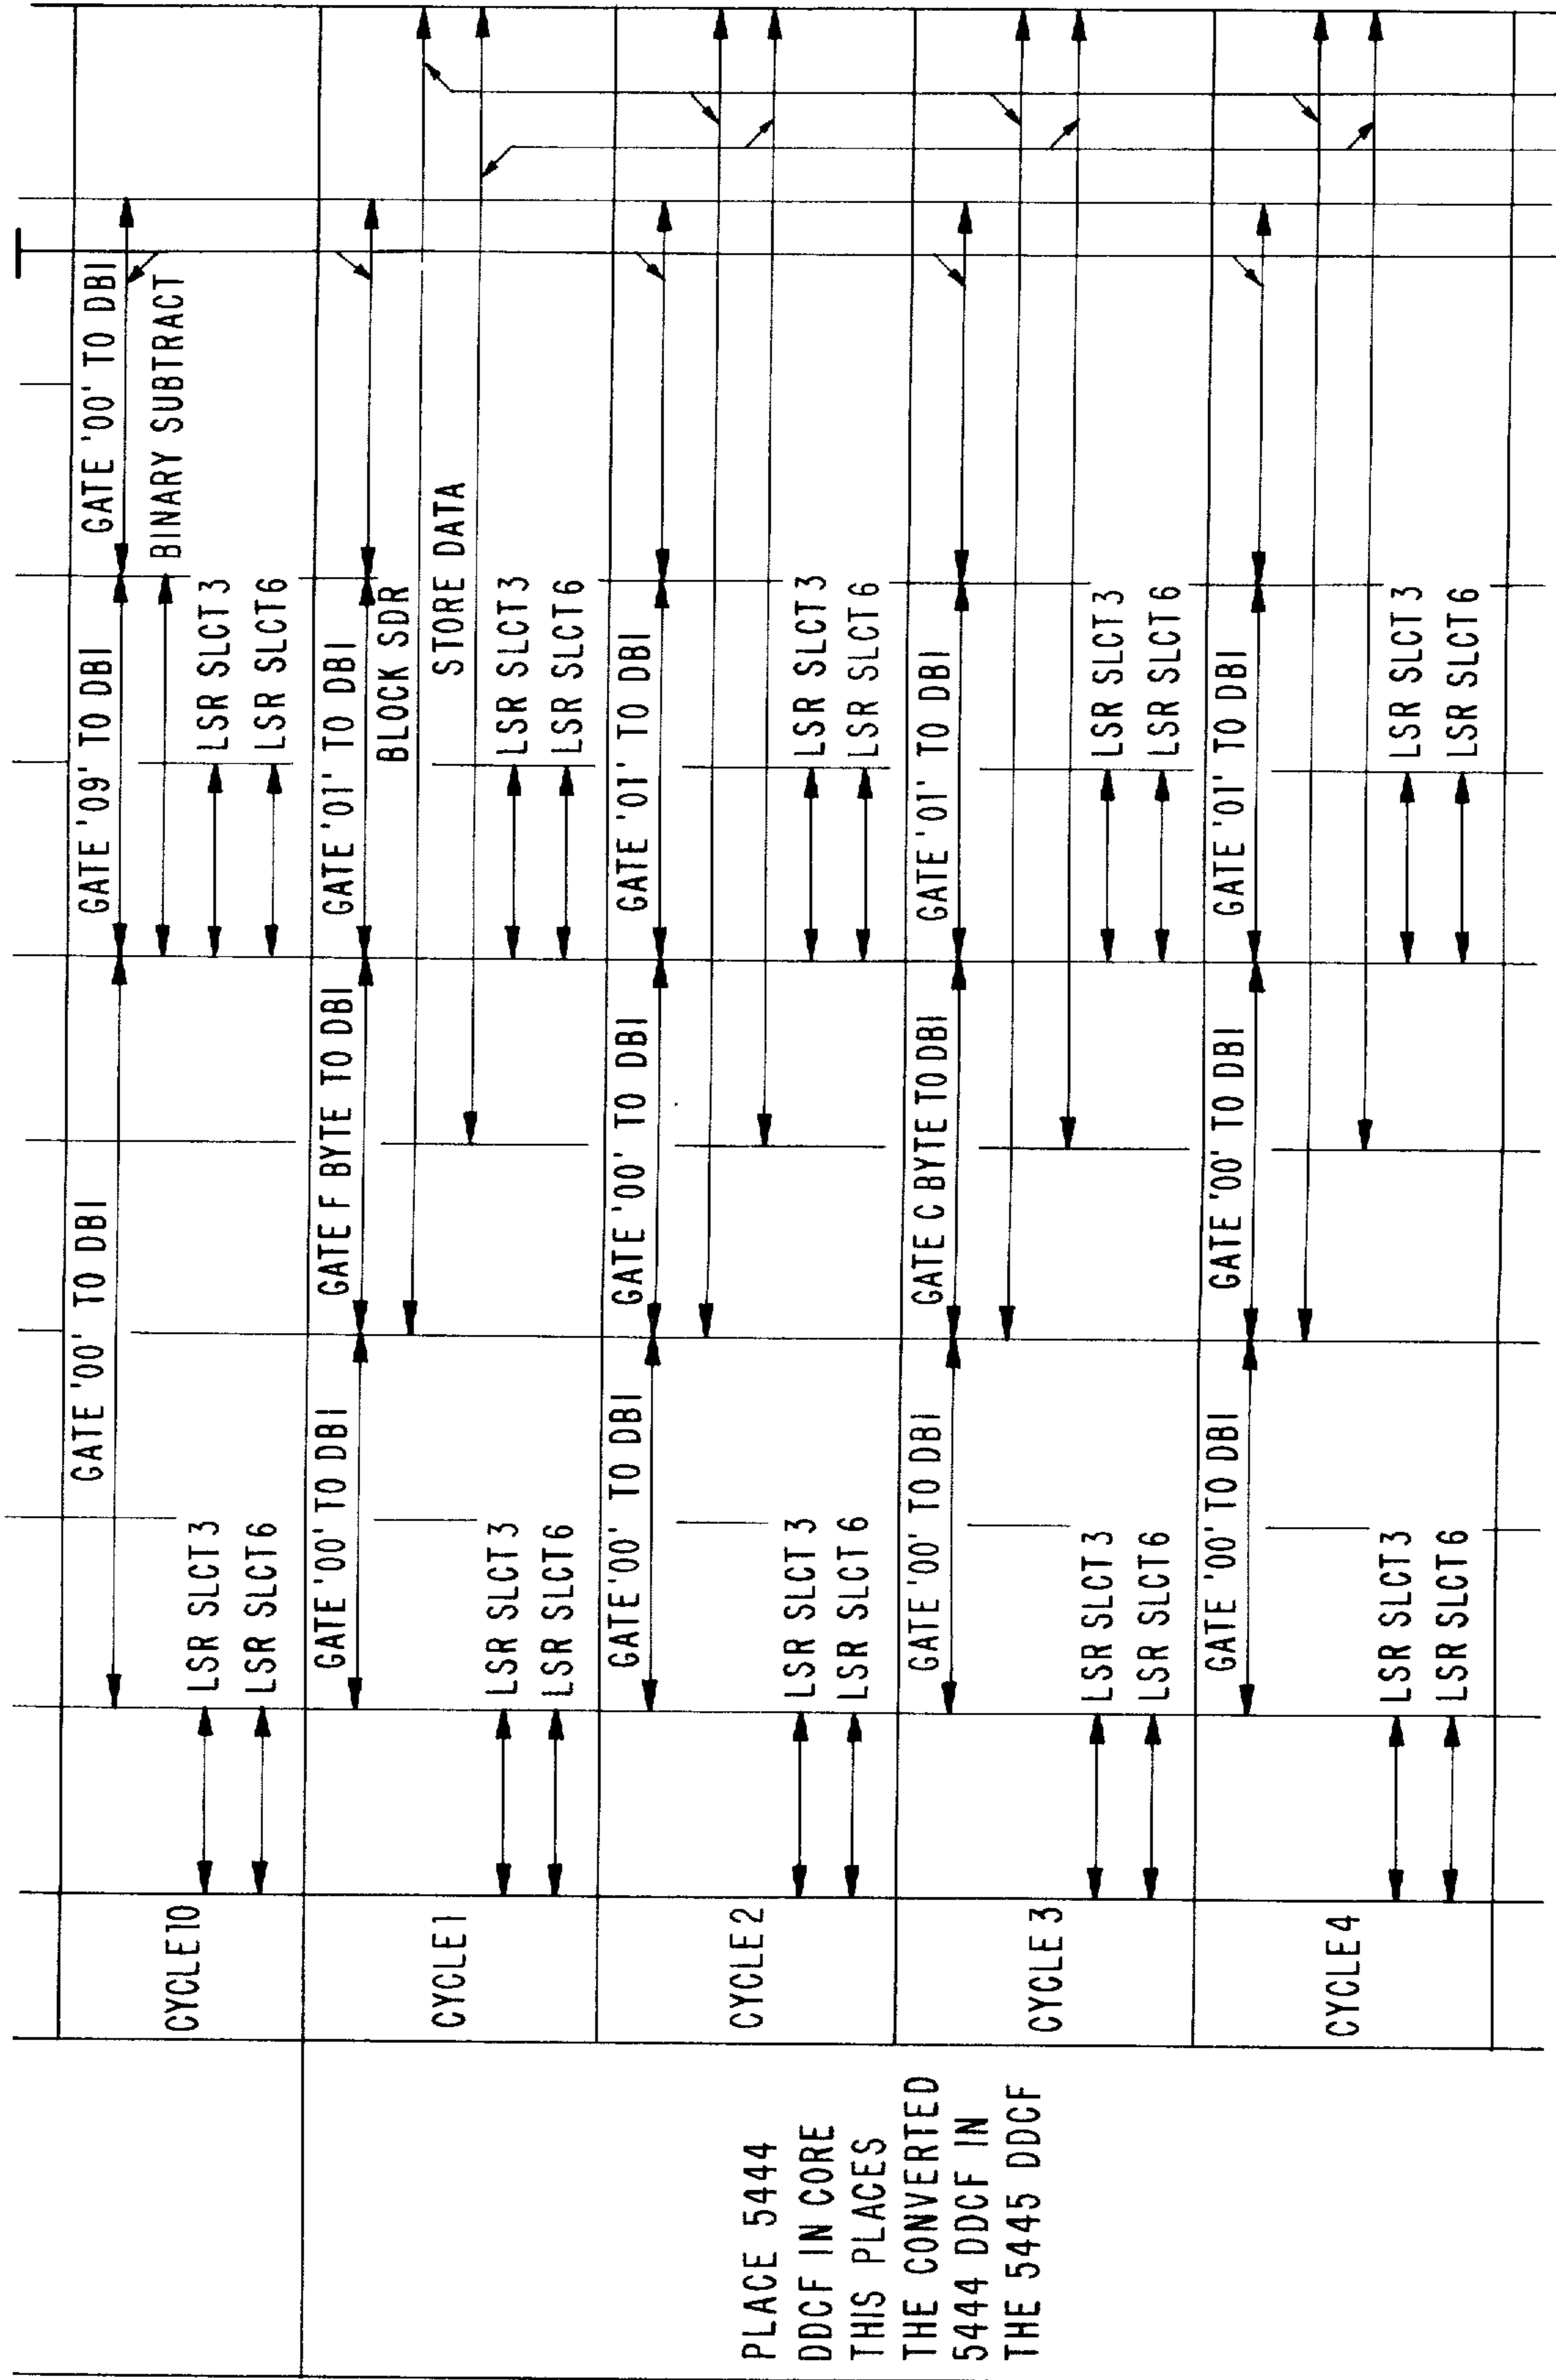 CYCLE 10
GATE '00' TO DBI
GATE '09' TO DBI
GATE '00' TO DBI
BINARY SUBTRACT
LSR SLCT 3
LSR SLCT 3
LSR SLCT 6
LSR SLCT 6
PLACE 5444
DDCF IN CORE
THIS PLACES
THE CONVERTED
5444 DDCF IN
THE 5445 DDCF
CYCLE 1
GATE '00' TO DBI
GATE F BYTE TO DBI
GATE '01' TO DBI
BLOCK SDR
STORE DATA
LSR SLCT 3
LSR SLCT 3
LSR SLCT 6
LSR SLCT 6
CYCLE 2
GATE '00' TO DBI
GATE '00' TO DBI
GATE '01' TO DBI
LSR SLCT 3
LSR SLCT 3
LSR SLCT 6
LSR SLCT 6
CYCLE 3
GATE '00' TO DBI
GATE C BYTE TO DBI
GATE '01' TO DBI
LSR SLCT 3
LSR SLCT 3
LSR SLCT 6
LSR SLCT 6
CYCLE 4
GATE '00' TO DBI
GATE '00' TO DBI
GATE '01' TO DBI
LSR SLCT 3
LSR SLCT 3
LSR SLCT 6
LSR SLCT 6